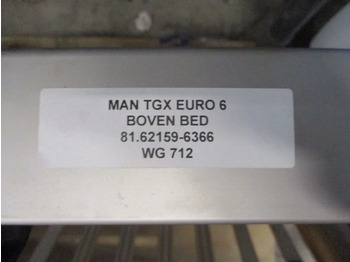 MAN TGX EURO 6
BOVEN BED
81.62159-6366
WG 712